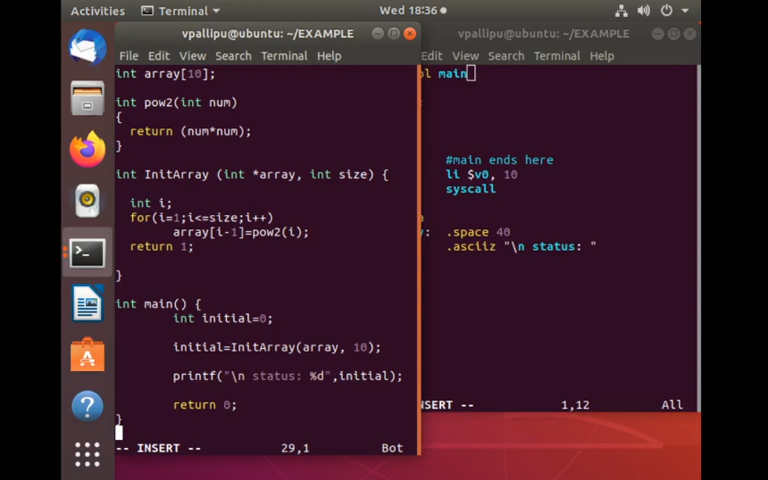 Activities Terminal Wed 18:36
vpallipu@ubuntu: ~/EXAMPLE
File Edit View Search Terminal Help
int array[10];
int pow2(int num)
{
return (num*num);
}
int InitArray (int *array, int size) {
int i;
for(i=1;i<=size;i++)
array[i-1]=pow2(i);
return 1;
}
int main() {
int initial=0;
initial=InitArray(array, 10);
printf("\n status: %d",initial);
return 0;
}
-- INSERT -- 29,1 Bot
vpallipu@ubuntu: ~/EXAMPLE
Edit View Search Terminal Help
ol main
#main ends here
li $v0, 10
syscall
: .space 40
.asciiz "\n status: "
NSERT -- 1,12 All